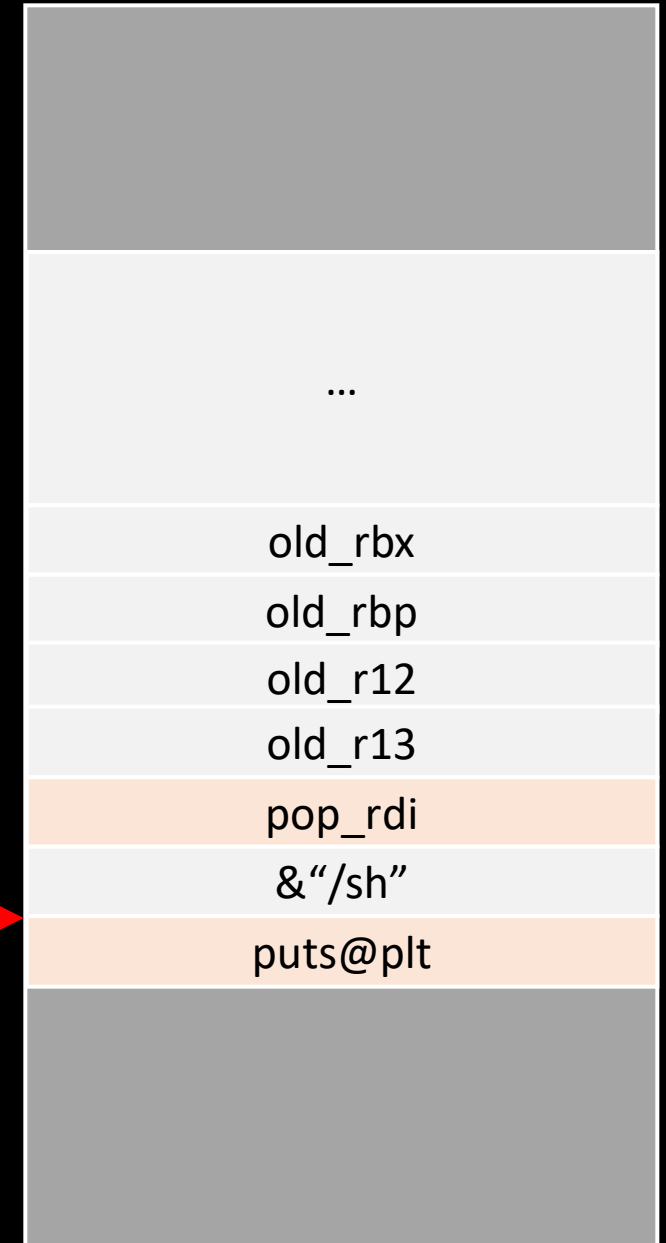 …
old_rbx
old_rbp
old_r12
old_r13
pop_rdi
&“/sh”
puts@plt